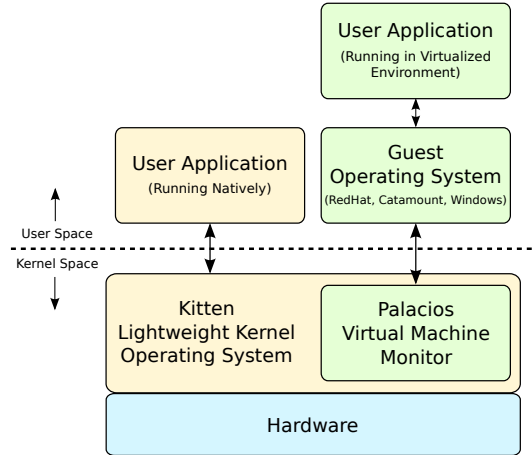 User Application
(Running in Virtualized
Environment)
User Application
(Running Natively)
Guest
Operating System
(RedHat, Catamount, Windows)
User Space
Kernel Space
Kitten
Lightweight Kernel
Operating System
Palacios
Virtual Machine
Monitor
Hardware